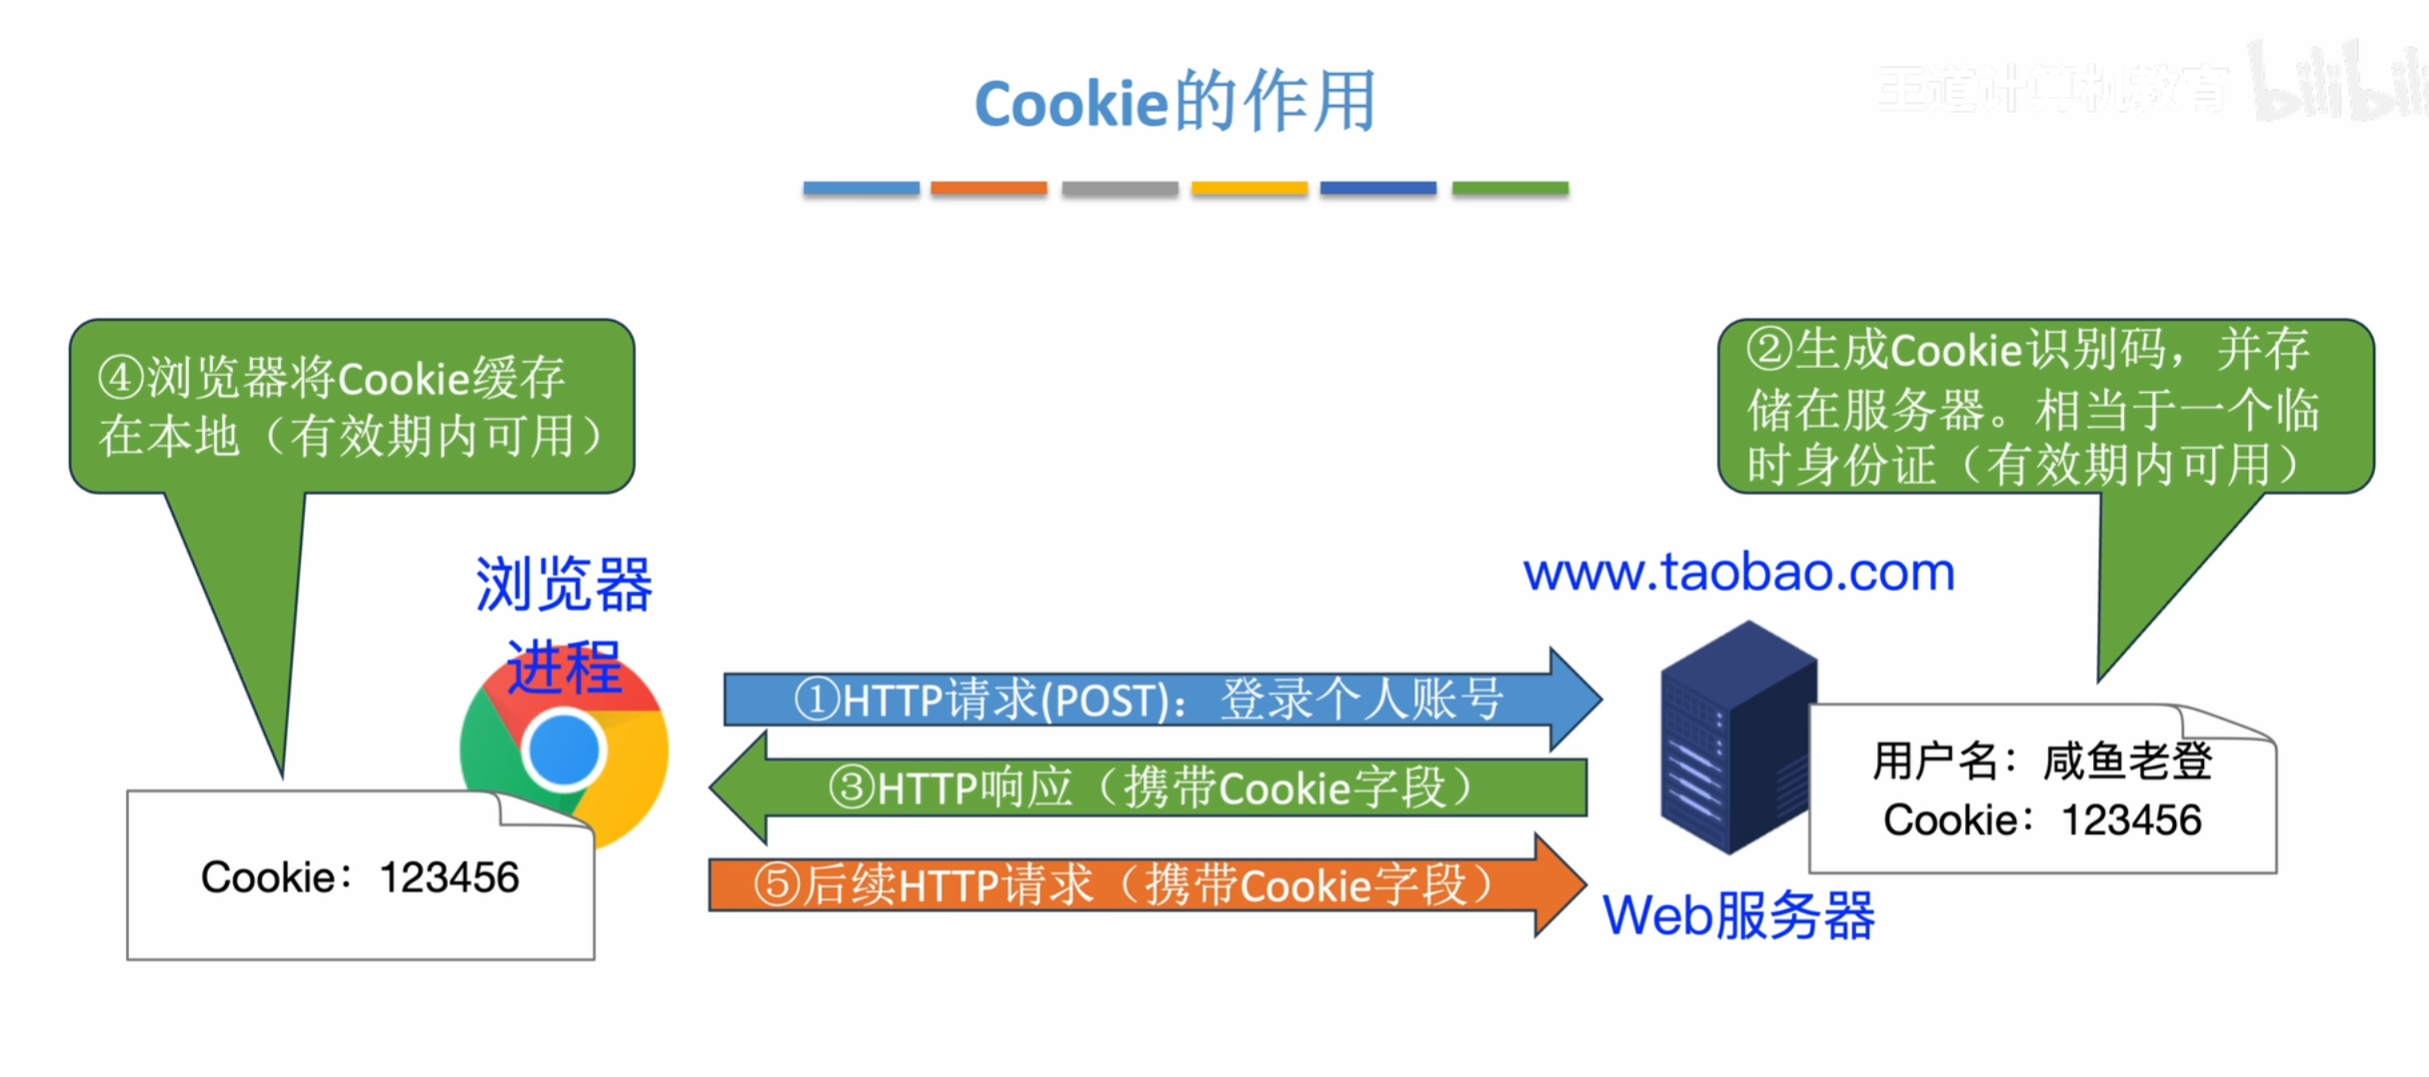 Cookie的作用
王道计算机教育
bilibili
④浏览器将Cookie缓存
在本地（有效期内可用）
②生成Cookie识别码，并存
储在服务器。相当于一个临
时身份证（有效期内可用）
浏览器
进程
www.taobao.com
①HTTP请求(POST)：登录个人账号
③HTTP响应（携带Cookie字段）
⑤后续HTTP请求（携带Cookie字段）
用户名：咸鱼老登
Cookie：123456
Cookie：123456
Web服务器